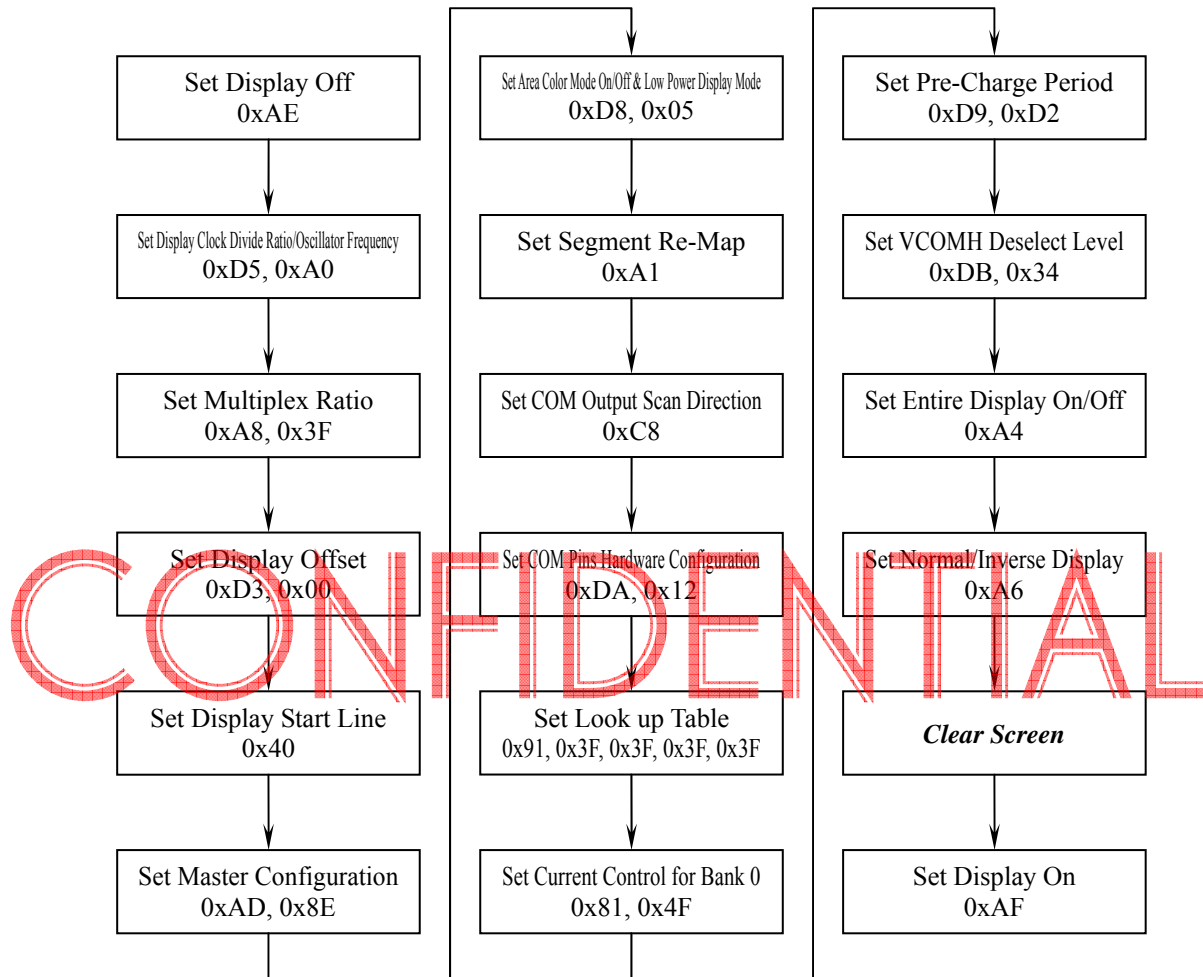 Set Display Off
0xAE
Set Display Clock Divide Ratio/Oscillator Frequency
0xD5, 0xA0
Set Multiplex Ratio
0xA8, 0x3F
Set Display Offset
0xD3, 0x00
Set Display Start Line
0x40
Set Master Configuration
0xAD, 0x8E
Set Area Color Mode On/Off & Low Power Display Mode
0xD8, 0x05
Set Segment Re-Map
0xA1
Set COM Output Scan Direction
0xC8
Set COM Pins Hardware Configuration
0xDA, 0x12
Set Look up Table
0x91, 0x3F, 0x3F, 0x3F, 0x3F
Set Current Control for Bank 0
0x81, 0x4F
Set Pre-Charge Period
0xD9, 0xD2
Set VCOMH Deselect Level
0xDB, 0x34
Set Entire Display On/Off
0xA4
Set Normal/Inverse Display
0xA6
Clear Screen
Set Display On
0xAF
CONFIDENTIAL